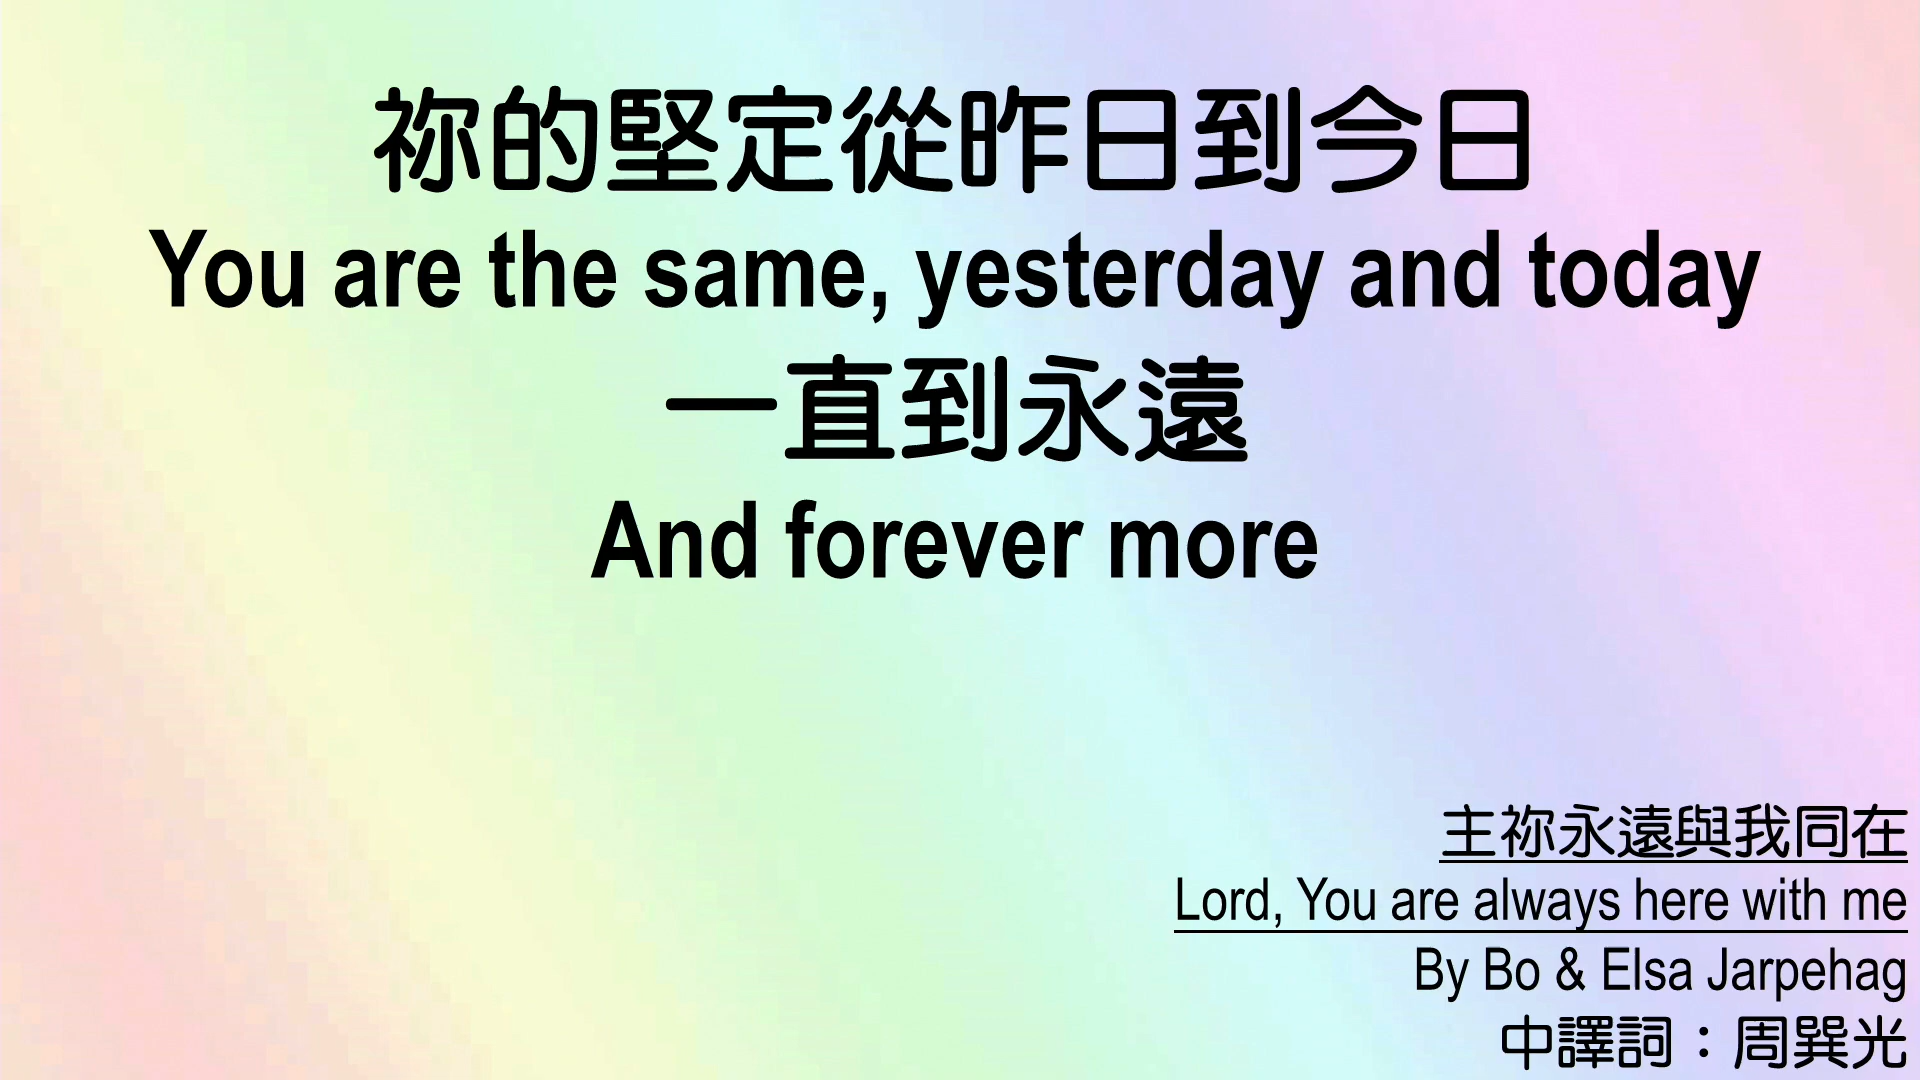 祢的堅定從昨日到今日
You are the same, yesterday and today
一直到永遠
And forever more
主祢永遠與我同在
Lord, You are always here with me
By Bo & Elsa Jarpehag
中譯詞：周巽光